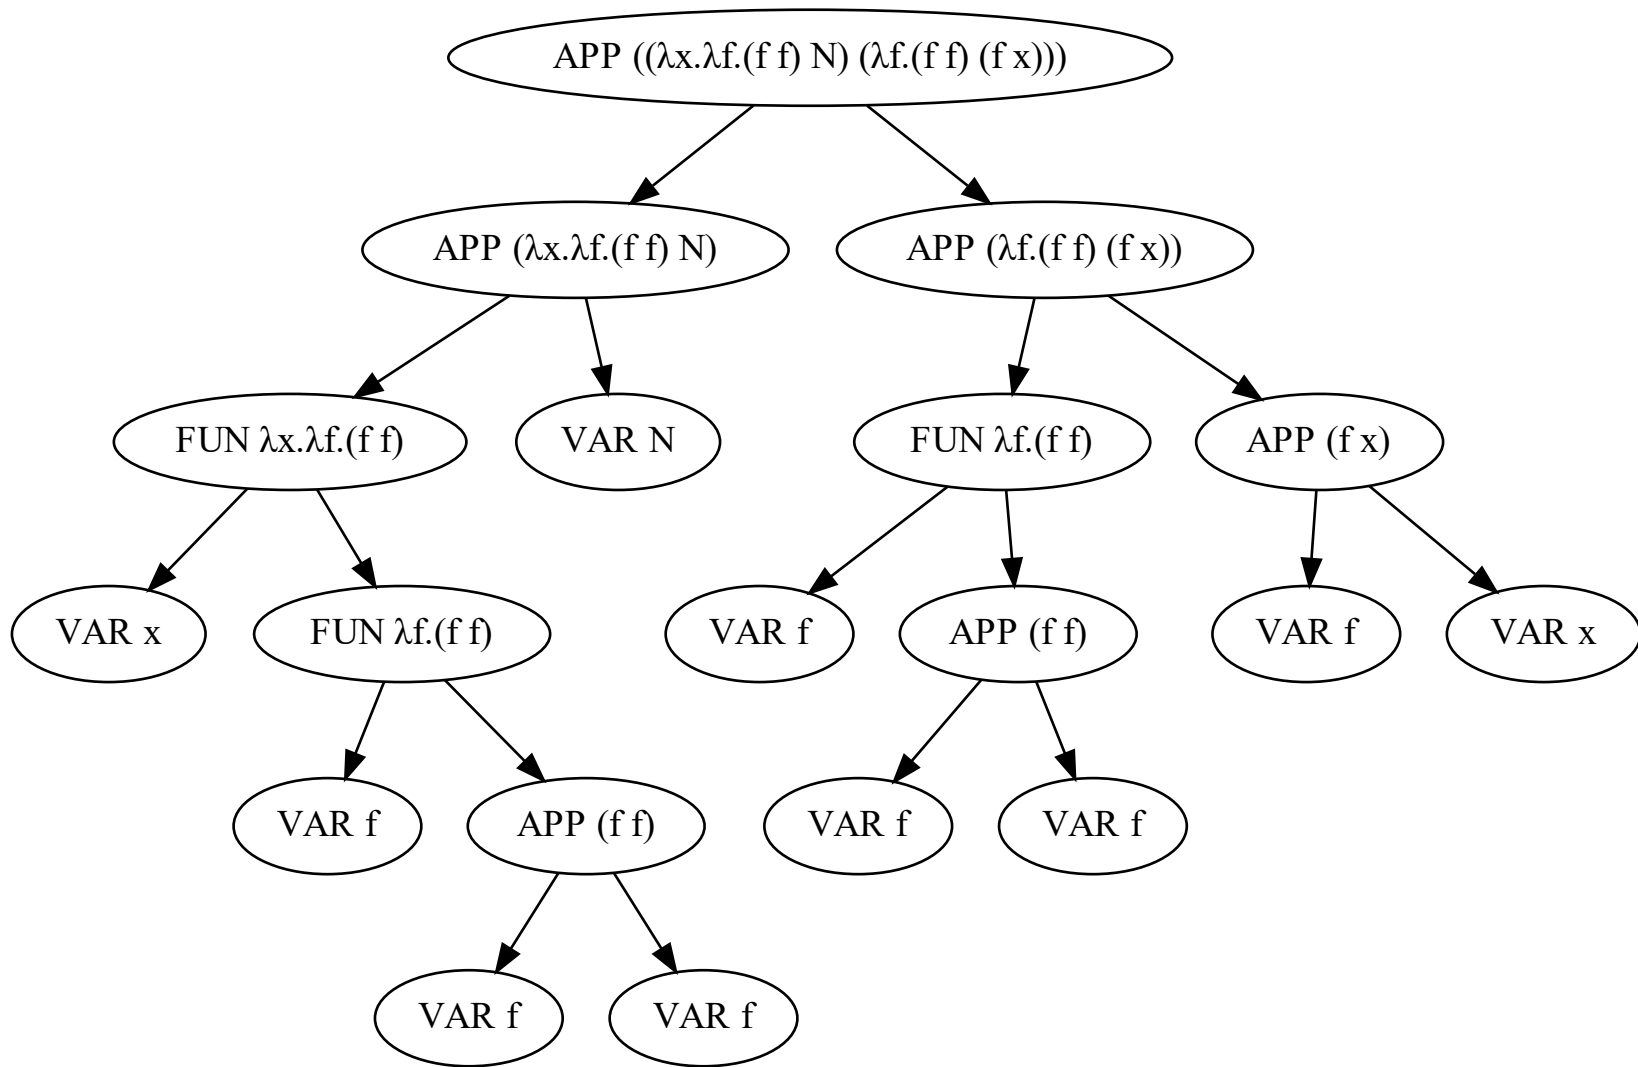 APP ((λx.λf.(f f) N) (λf.(f f) (f x)))
APP (λx.λf.(f f) N)
APP (λf.(f f) (f x))
FUN λx.λf.(f f)
VAR N
FUN λf.(f f)
APP (f x)
VAR x
FUN λf.(f f)
VAR f
APP (f f)
VAR f
VAR x
VAR f
APP (f f)
VAR f
VAR f
VAR f
VAR f